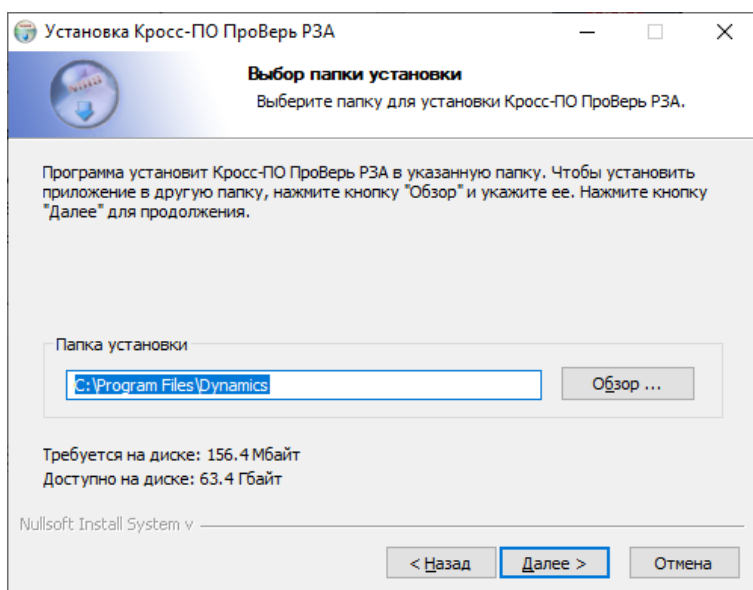 Установка Кросс-ПО ПроВерь РЗА
Выбор папки установки
Выберите папку для установки Кросс-ПО ПроВерь РЗА.
Программа установит Кросс-ПО ПроВерь РЗА в указанную папку. Чтобы установить
приложение в другую папку, нажмите кнопку "Обзор" и укажите ее. Нажмите кнопку
"Далее" для продолжения.
Папка установки
C:\Program Files\Dynamics
Обзор ...
Требуется на диске: 156.4 Мбайт
Доступно на диске: 63.4 Гбайт
Nullsoft Install System v
< Назад
Далее >
Отмена